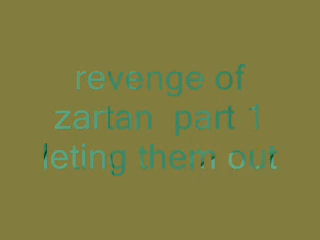 revenge of
zartan part 1
leting them out